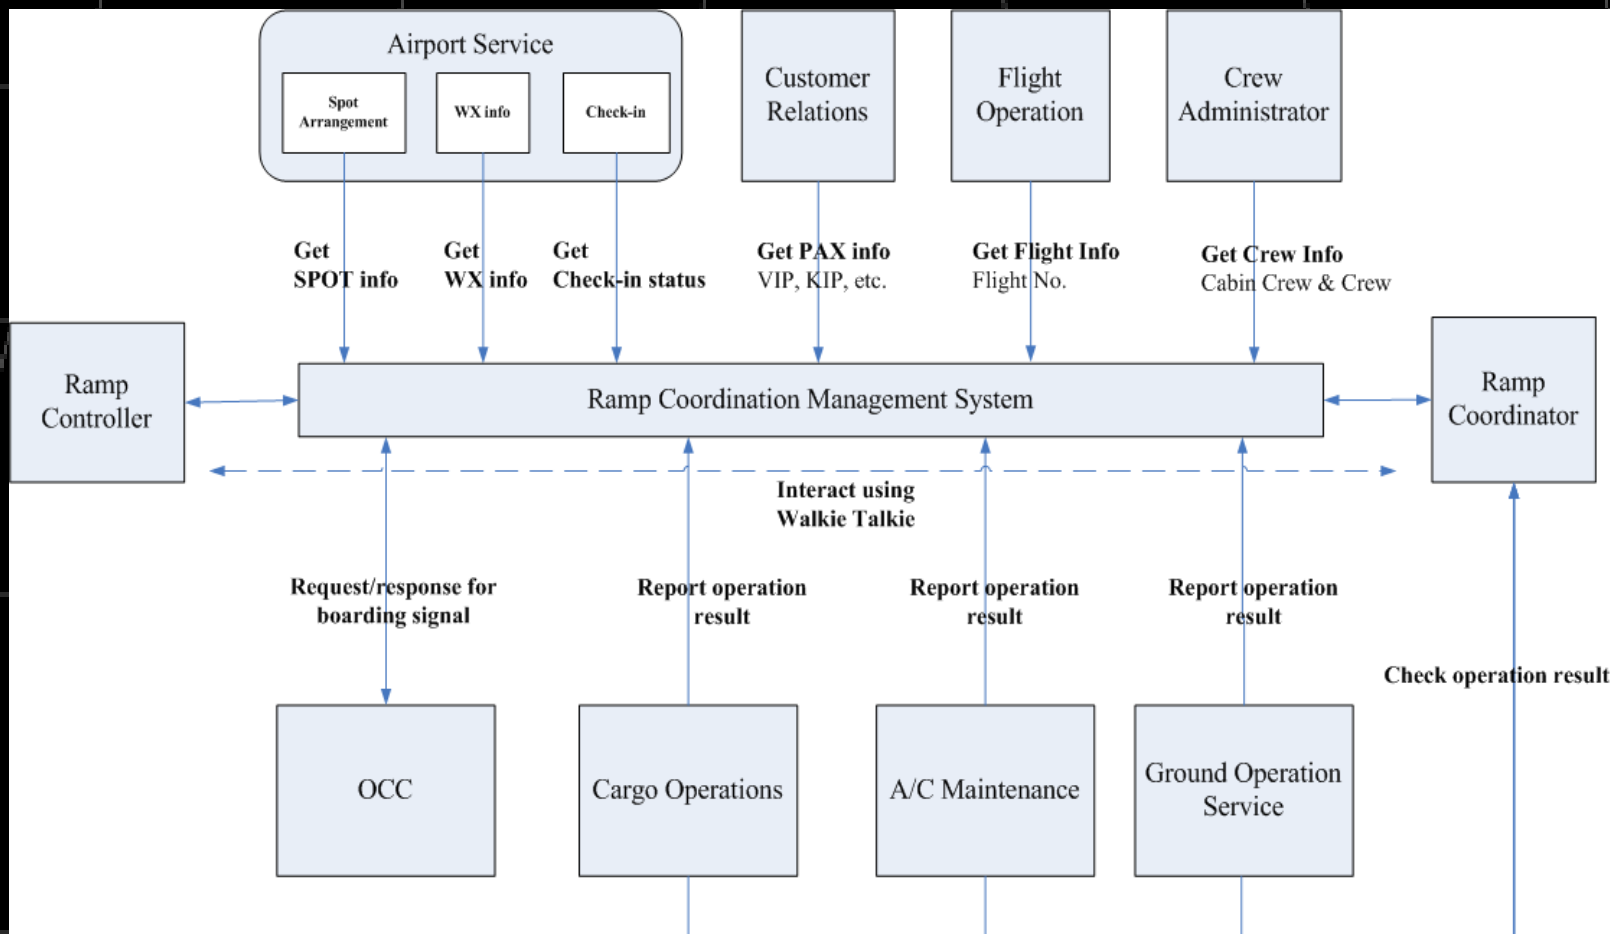 Airport Service
Spot
Arrangement
WX info
Check-in
Customer
Relations
Flight
Operation
Crew
Administrator
Get
SPOT info
Get
WX info
Get
Check-in status
Get PAX info
VIP, KIP, etc.
Get Flight Info
Flight No.
Get Crew Info
Cabin Crew & Crew
Ramp
Controller
Ramp Coordination Management System
Ramp
Coordinator
Interact using
Walkie Talkie
Request/response for
boarding signal
Report operation
result
Report operation
result
Report operation
result
Check operation result
OCC
Cargo Operations
A/C Maintenance
Ground Operation
Service